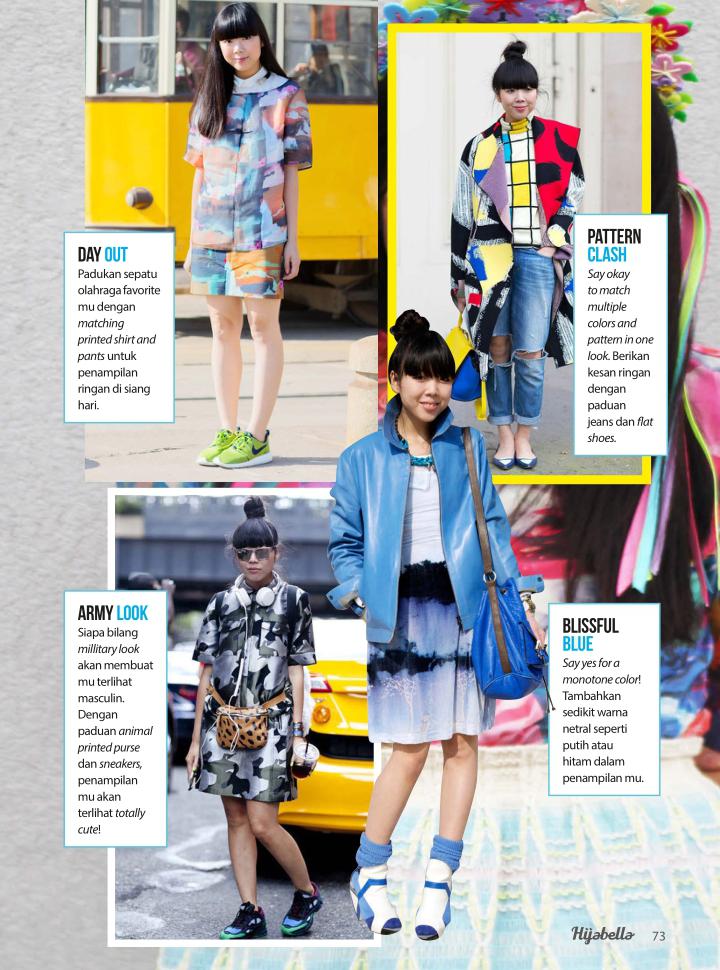 DAY OUT
Padukan sepatu
olahraga favorite
mu dengan
matching
printed shirt and
pants untuk
penampilan
ringan di siang
hari.
PATTERN
CLASH
Say okay
to match
multiple
colors and
pattern in one
look. Berikan
kesan ringan
dengan
paduan
jeans dan flat
shoes.
ARMY LOOK
Siapa bilang
millitary look
akan membuat
mu terlihat
masculin.
Dengan
paduan animal
printed purse
dan sneakers,
penampilan
mu akan
terlihat totally
cute!
BLISSFUL
BLUE
Say yes for a
monotone color!
Tambahkan
sedikit warna
netral seperti
putih atau
hitam dalam
penampilan mu.
Hijabella 73